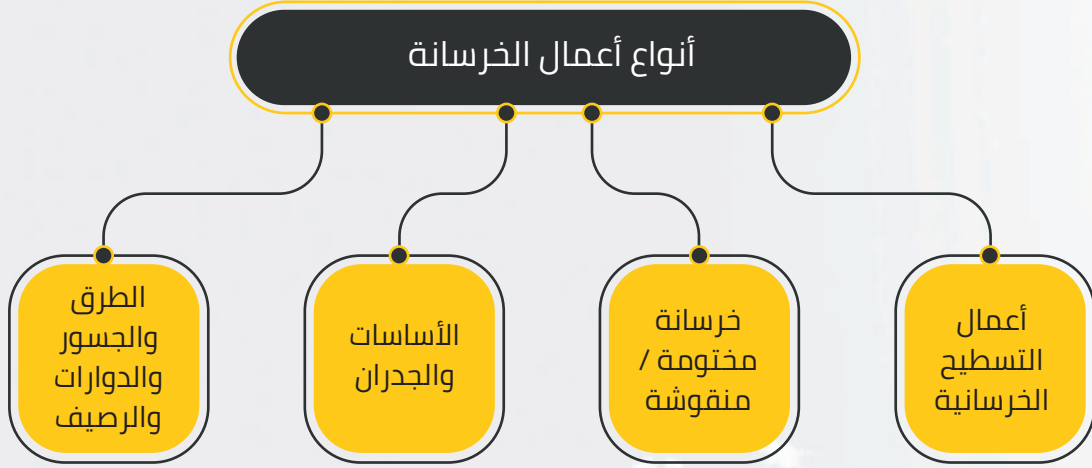 أنواع أعمال الخرسانة
أعمال
التسطيح
الخرسانية
خرسانة
مختومة /
منقوشة
الأساسات
والجدران
الطرق
والجسور
والدوارات
والرصيف